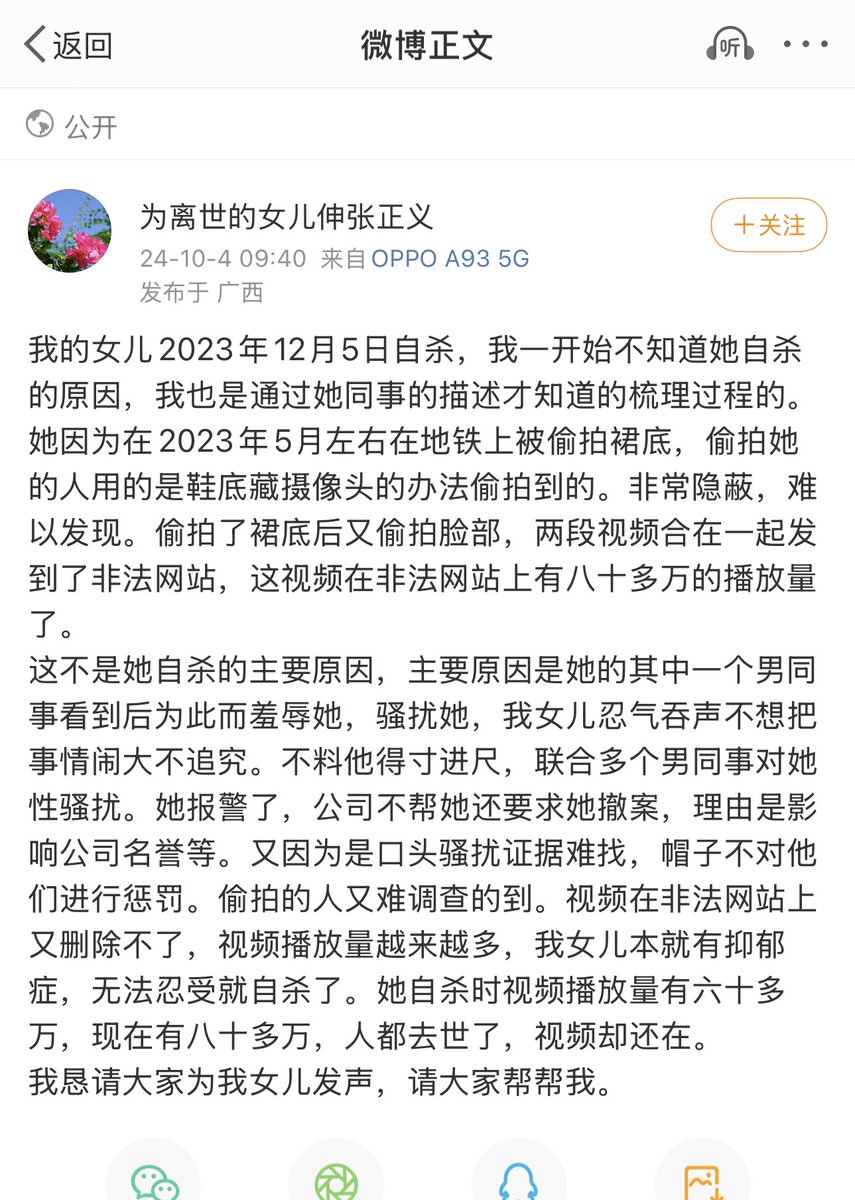 返回
微博正文
听
公开
为离世的女儿伸张正义
+关注
24-10-4 09:40 来自 OPPO A93 5G
发布于 广西
我的女儿2023年12月5日自杀，我一开始不知道她自杀
的原因，我也是通过她同事的描述才知道的梳理过程的。
她因为在2023年5月左右在地铁上被偷拍裙底，偷拍她
的人用的是鞋底藏摄像头的办法偷拍到的。非常隐蔽，难
以发现。偷拍了裙底后又偷拍脸部，两段视频合在一起发
到了非法网站，这视频在非法网站上有八十多万的播放量
了。
这不是她自杀的主要原因，主要原因是她的其中一个男同
事看到后为此而羞辱她，骚扰她，我女儿忍气吞声不想把
事情闹大不追究。不料他得寸进尺，联合多个男同事对她
性骚扰。她报警了，公司不帮她还要求她撤案，理由是影
响公司名誉等。又因为是口头骚扰证据难找，帽子不对他
们进行惩罚。偷拍的人又难调查的到。视频在非法网站上
又删除不了，视频播放量越来越多，我女儿本就有抑郁
症，无法忍受就自杀了。她自杀时视频播放量有六十多
万，现在有八十多万，人都去世了，视频却还在。
我恳请大家为我女儿发声，请大家帮帮我。